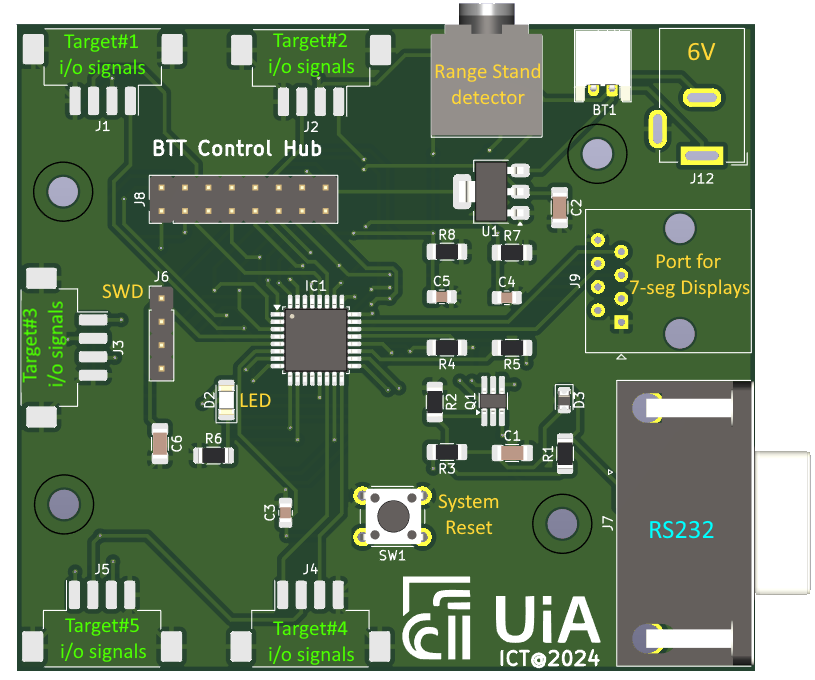 Target#1
i/o signals
J1
Target#2
i/o signals
J2
Range Stand
detector
BT1
6V
J12
BTT Control Hub
J8
U1
C2
R8
R7
C5
C4
J9
Port for
7-seg Displays
SWD
J6
IC1
Target#3
i/o signals
J3
R4
R5
D2
LED
R2
Q1
D3
C6
R6
R3
C1
R1
C3
System
Reset
SW1
J7
RS232
J5
J4
Target#5
i/o signals
Target#4
i/o signals
UiA
ICT@2024